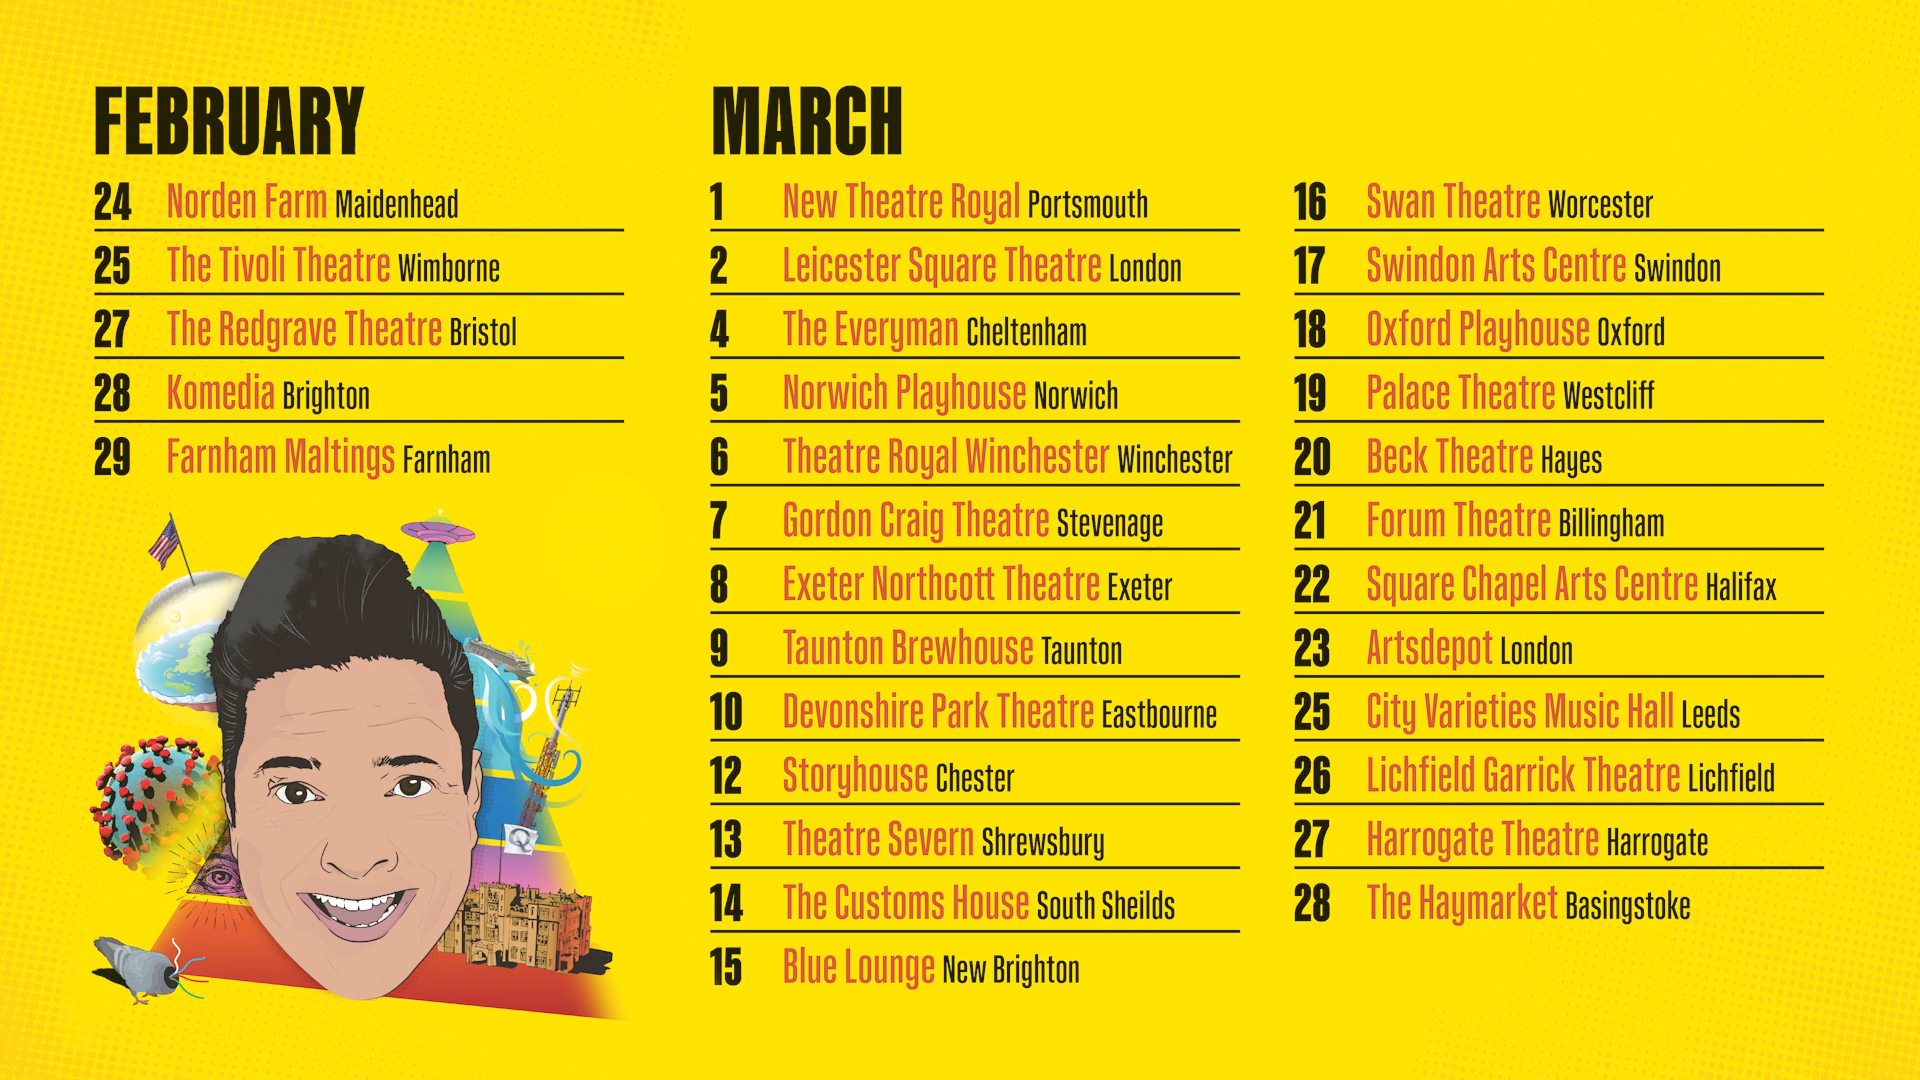 FEBRUARY
24 Norden Farm Maidenhead
25 The Tivoli Theatre Wimborne
27 The Redgrave Theatre Bristol
28 Komedia Brighton
29 Farnham Maltings Farnham
Q
MARCH
1 New Theatre Royal Portsmouth
2 Leicester Square Theatre London
4 The Everyman Cheltenham
5 Norwich Playhouse Norwich
6 Theatre Royal Winchester Winchester
7 Gordon Craig Theatre Stevenage
8 Exeter Northcott Theatre Exeter
9 Taunton Brewhouse Taunton
10 Devonshire Park Theatre Eastbourne
12 Storyhouse Chester
13 Theatre Severn Shrewsbury
14 The Customs House South Sheilds
15 Blue Lounge New Brighton
16 Swan Theatre Worcester
17 Swindon Arts Centre Swindon
18 Oxford Playhouse Oxford
19 Palace Theatre Westcliff
20 Beck Theatre Hayes
21 Forum Theatre Billingham
22 Square Chapel Arts Centre Halifax
23 Artsdepot London
25 City Varieties Music Hall Leeds
26 Lichfield Garrick Theatre Lichfield
27 Harrogate Theatre Harrogate
28 The Haymarket Basingstoke